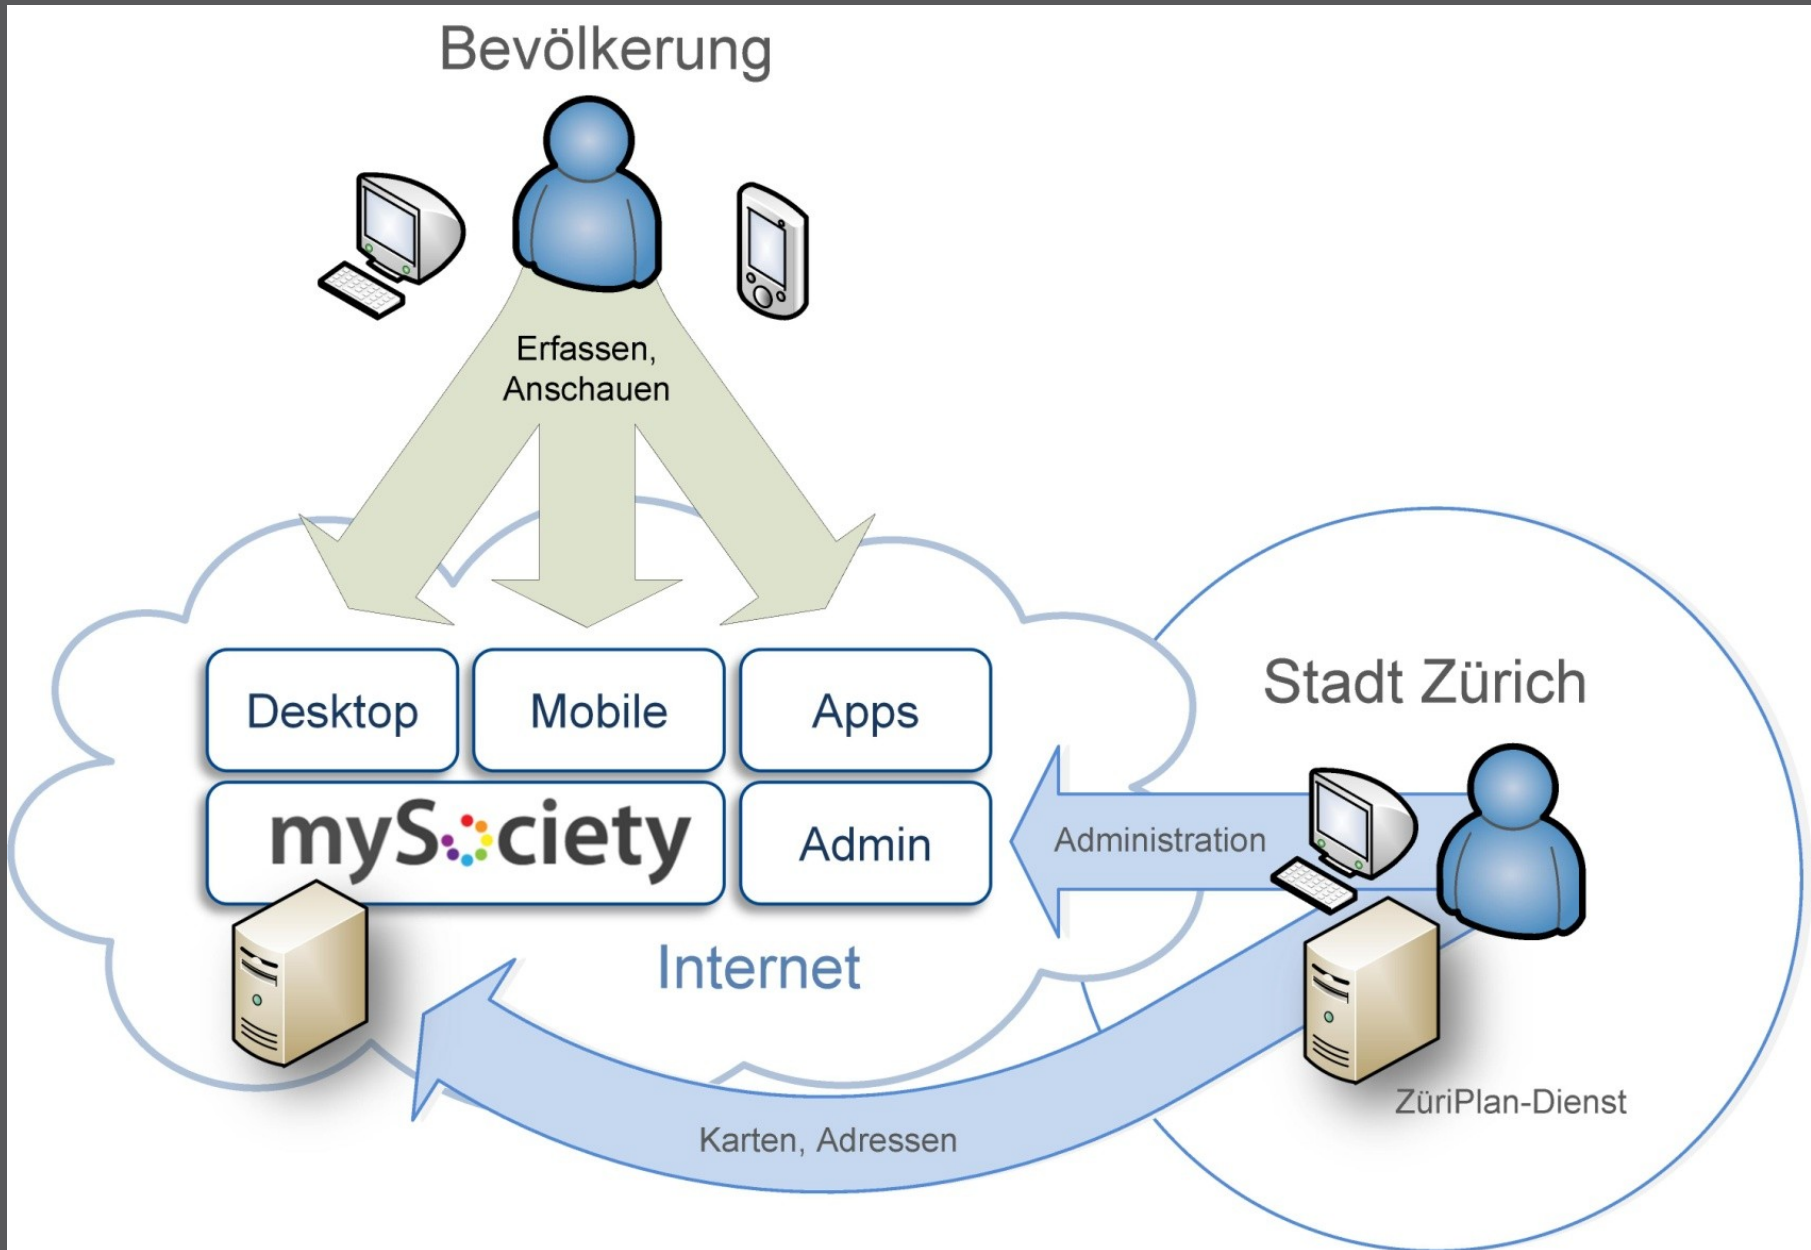 Bevölkerung
Erfassen,
Anschauen
Desktop
Mobile
Apps
mySociety
Admin
Internet
Stadt Zürich
Administration
ZüriPlan-Dienst
Karten, Adressen